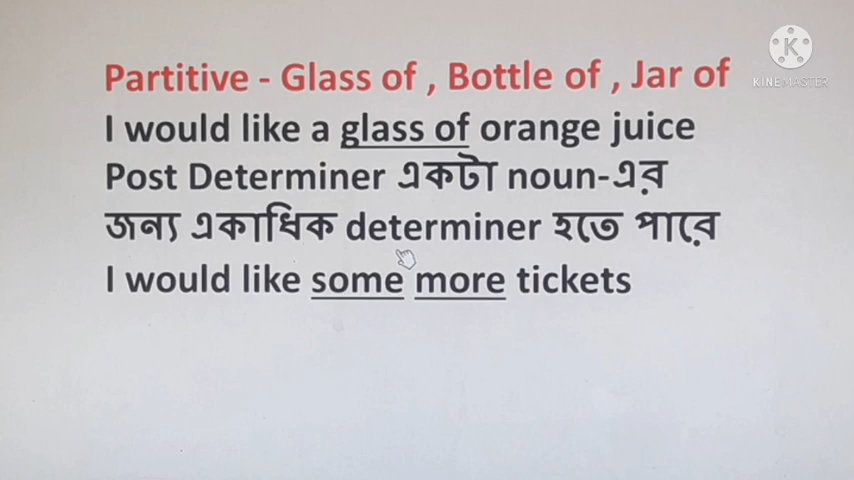 Partitive - Glass of , Bottle of , Jar of
I would like a glass of orange juice
Post Determiner একটা noun-এর
জন্য একাধিক determiner হতে পারে
I would like some more tickets
K
KINEMASTER